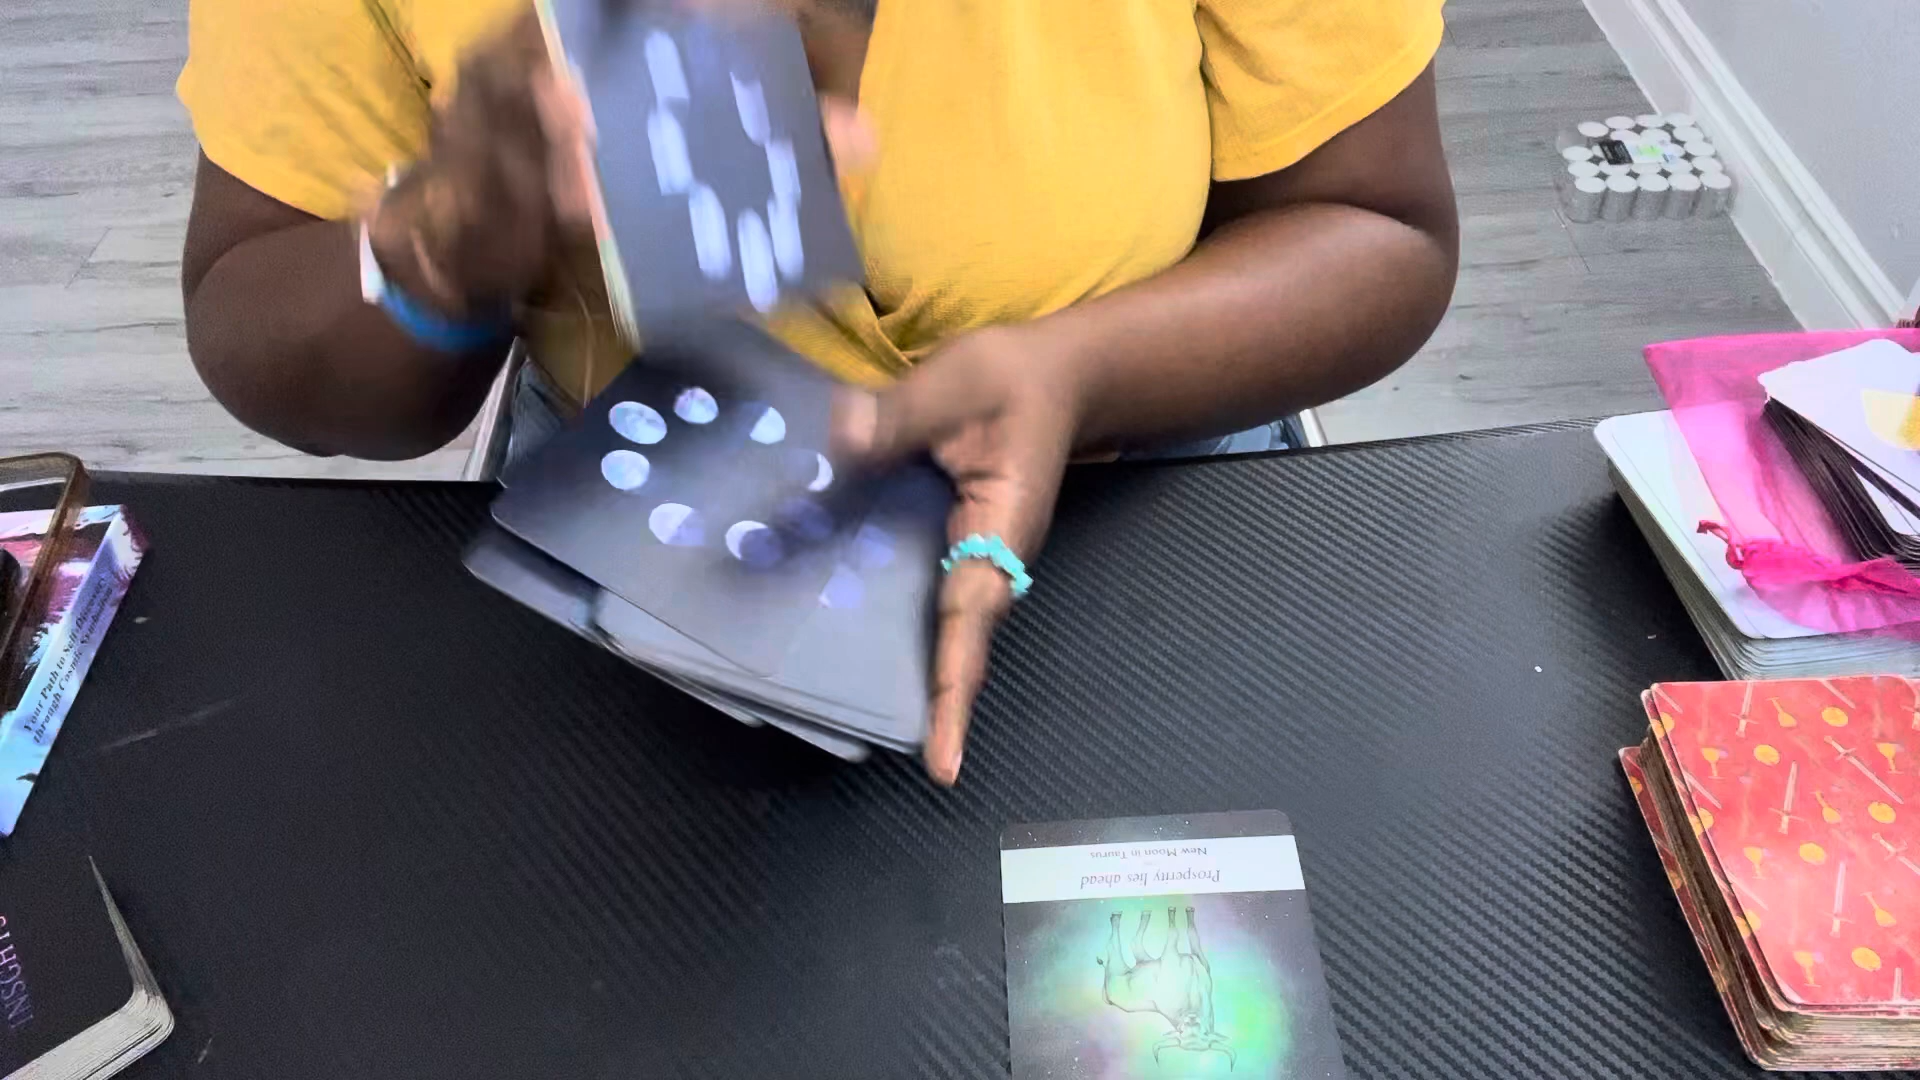 Your Path to Self-Discovery
through Cosmic Symbolism
INSIGHTS
New Moon in Taurus
Prosperity lies ahead